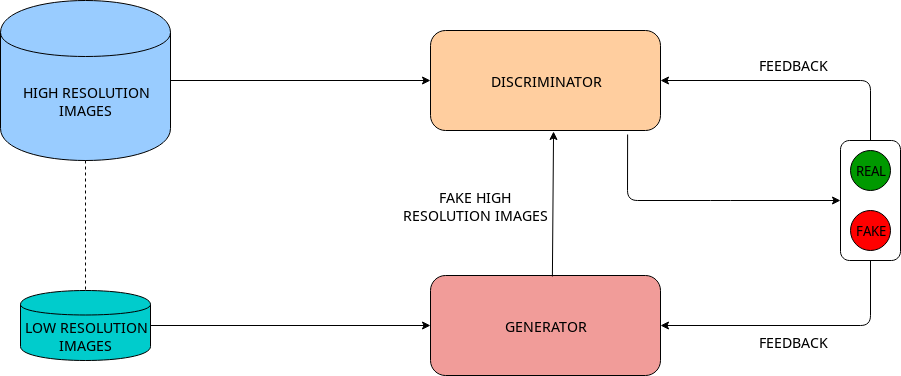 HIGH RESOLUTION
IMAGES
DISCRIMINATOR
FEEDBACK
REAL
FAKE
FAKE HIGH
RESOLUTION IMAGES
LOW RESOLUTION
IMAGES
GENERATOR
FEEDBACK